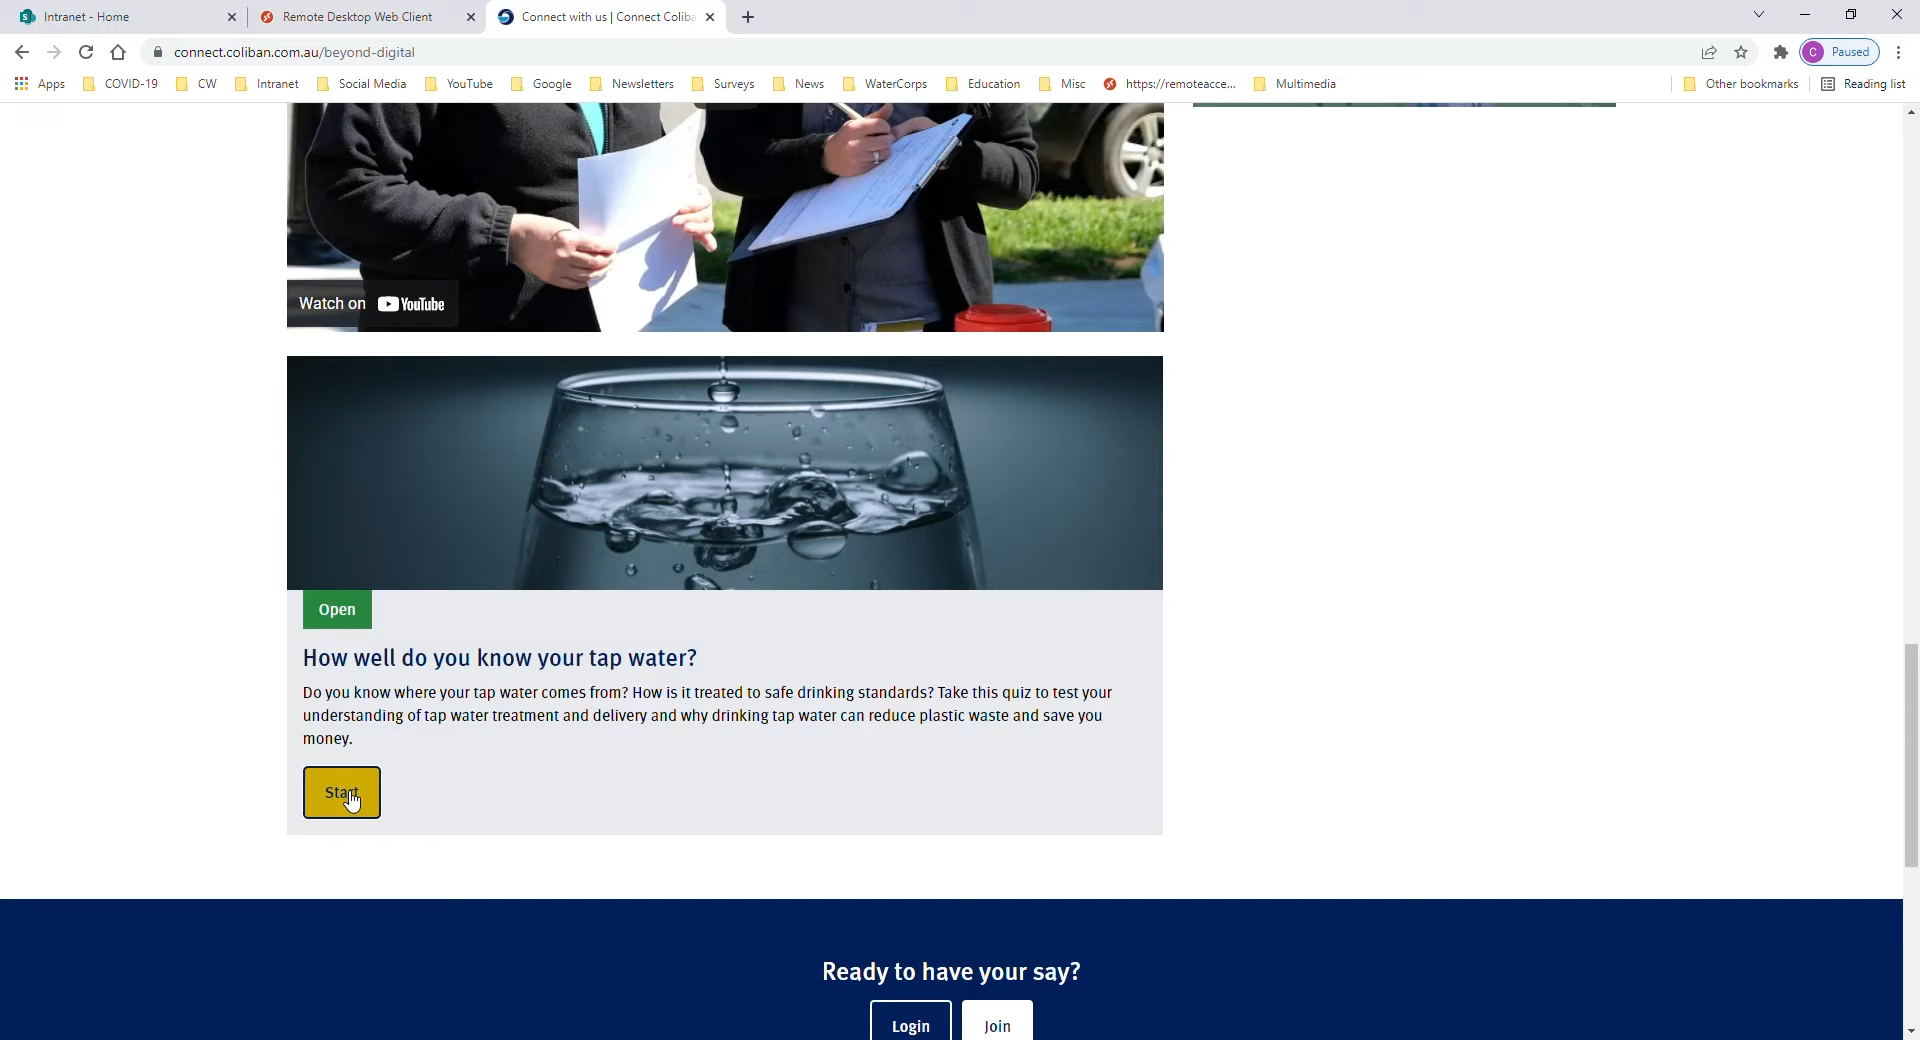 Intranet - Home
Remote Desktop Web Client
Connect with us | Connect Coliba
connect.coliban.com.au/beyond-digital
C Paused
Apps COVID-19 CW Intranet Social Media YouTube Google Newsletters Surveys News WaterCorps Education Misc https://remoteacce... Multimedia Other bookmarks Reading list
Watch on YouTube
Open
How well do you know your tap water?
Do you know where your tap water comes from? How is it treated to safe drinking standards? Take this quiz to test your
understanding of tap water treatment and delivery and why drinking tap water can reduce plastic waste and save you
money.
Start
Ready to have your say?
Login Join